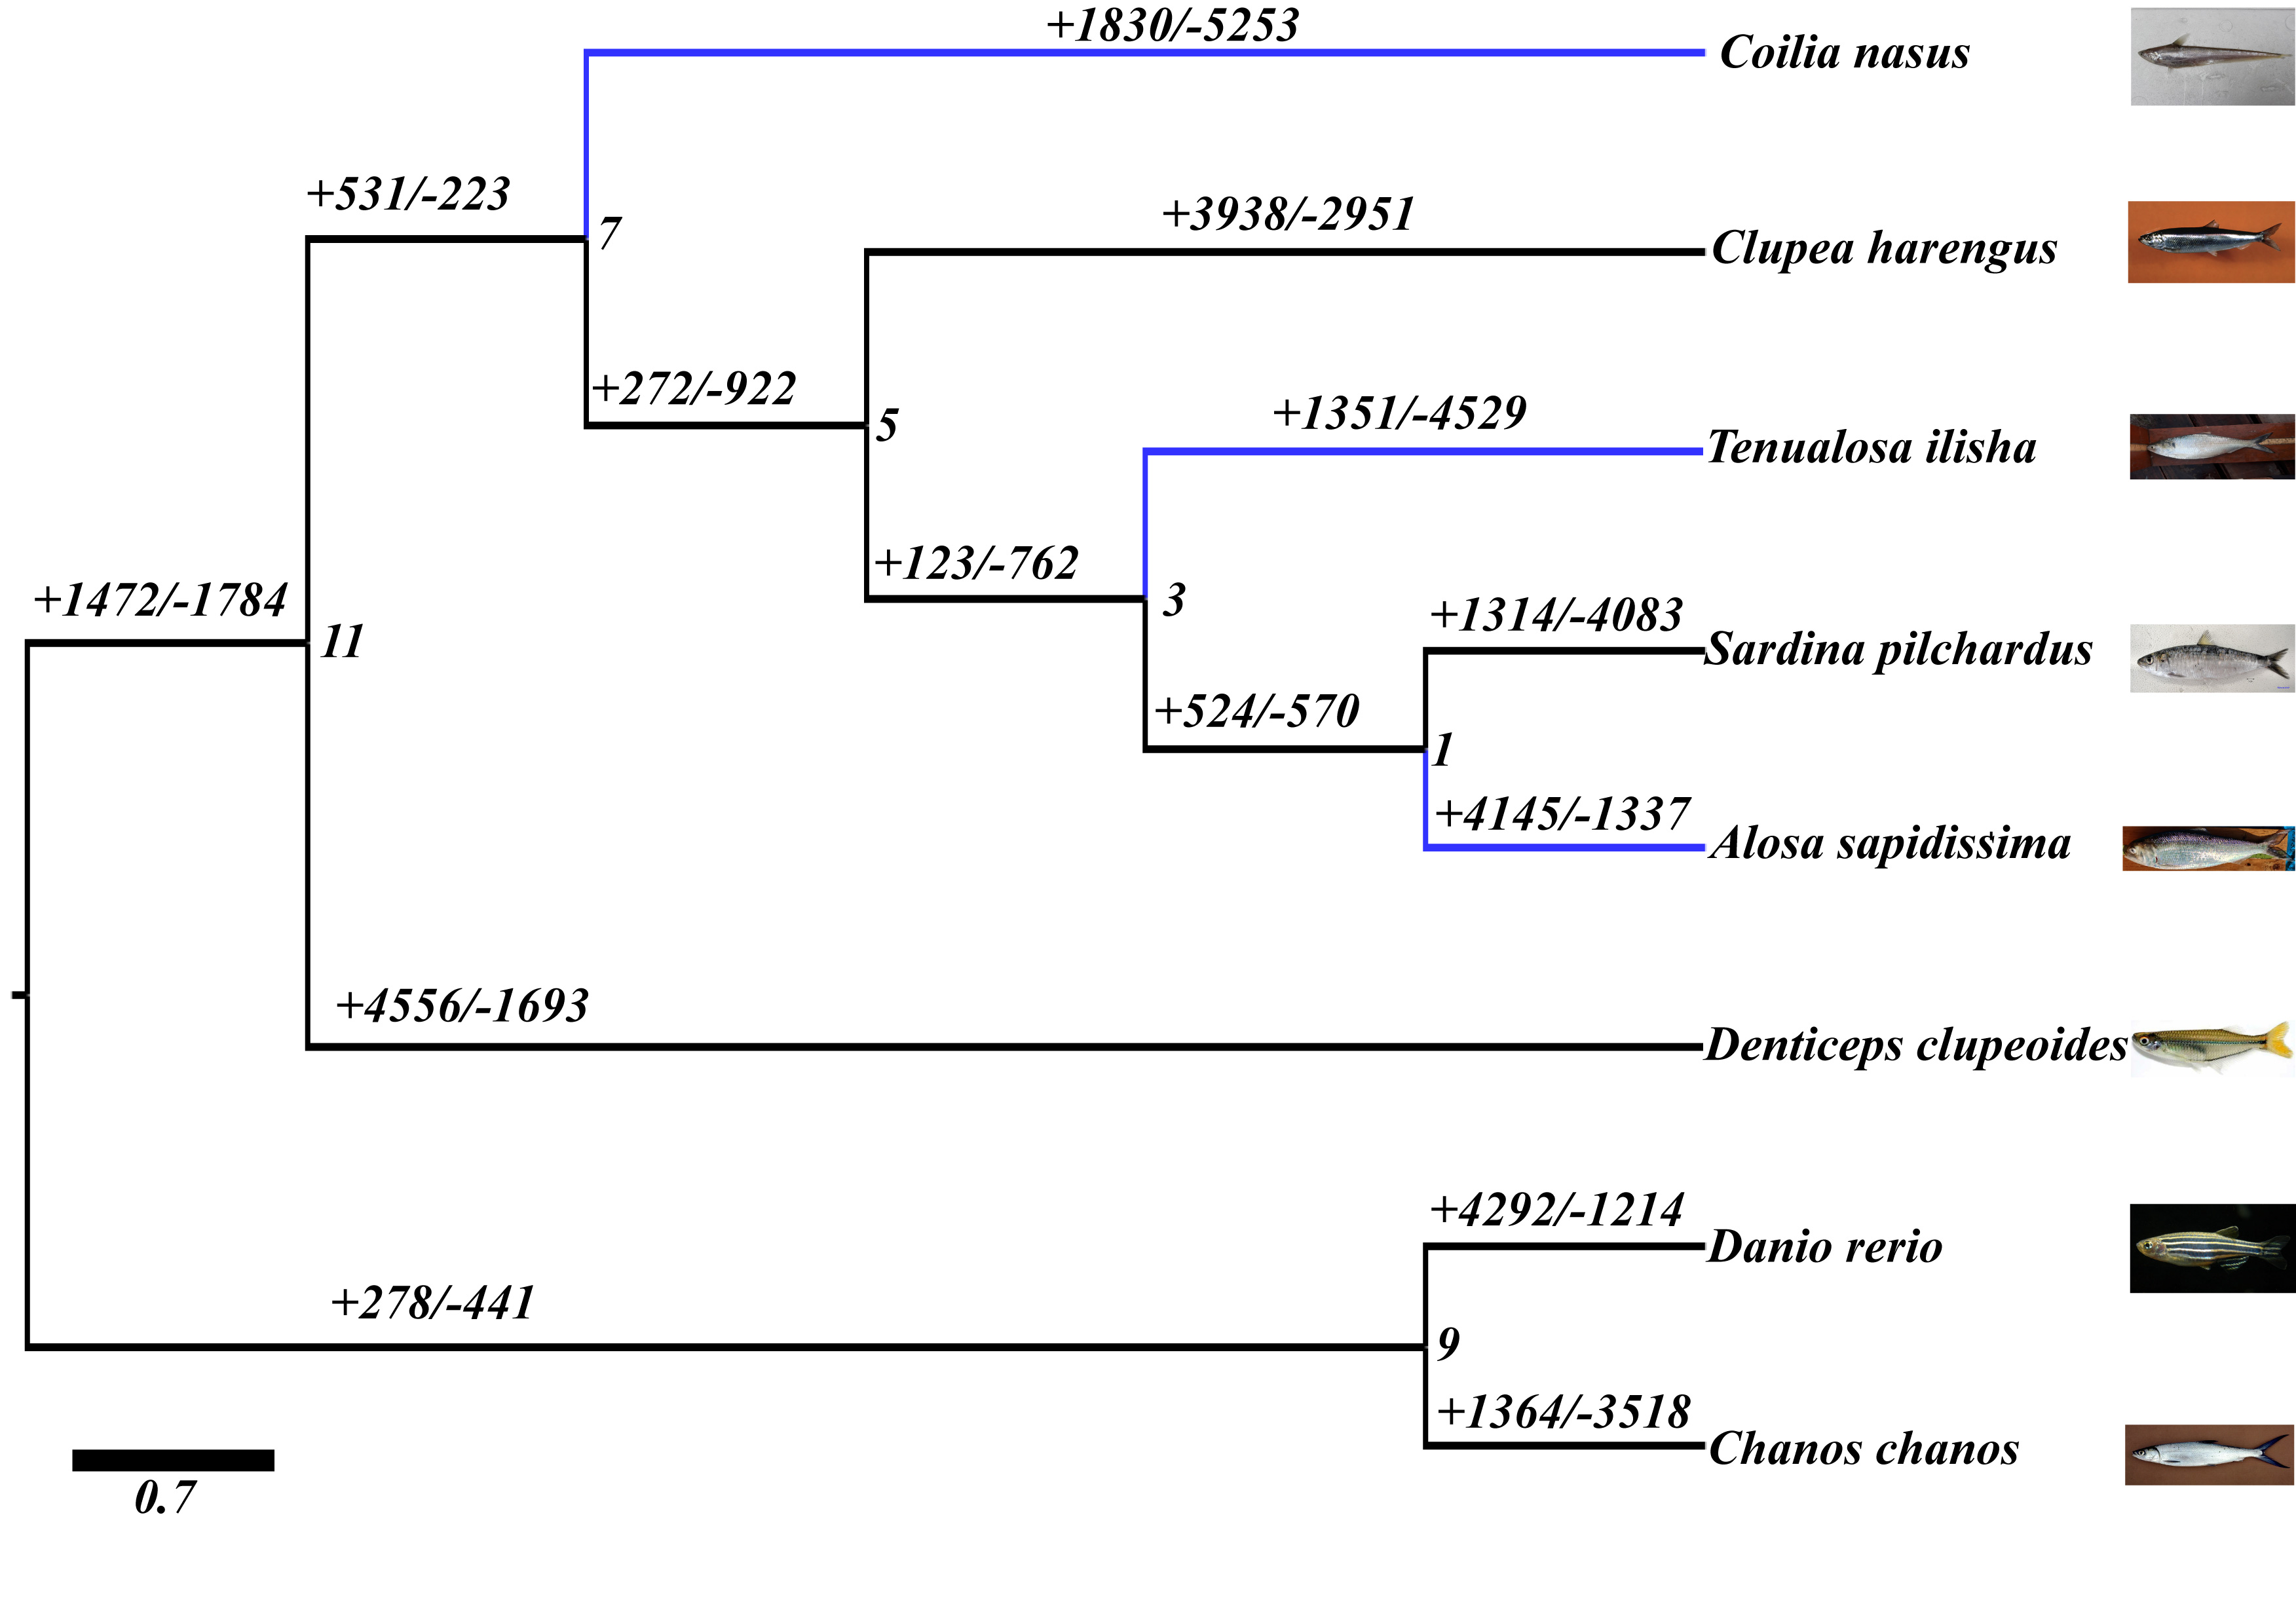 +1830/-5253
Coilia nasus
+531/-223
7
+3938/-2951
Clupea harengus
+272/-922
5
+1351/-4529
Tenualosa ilisha
+123/-762
3
+1472/-1784
11
+1314/-4083
Sardina pilchardus
+524/-570
1
+4145/-1337
Alosa sapidissima
+4556/-1693
Denticeps clupeoides
+4292/-1214
Danio rerio
+278/-441
9
+1364/-3518
Chanos chanos
0.7